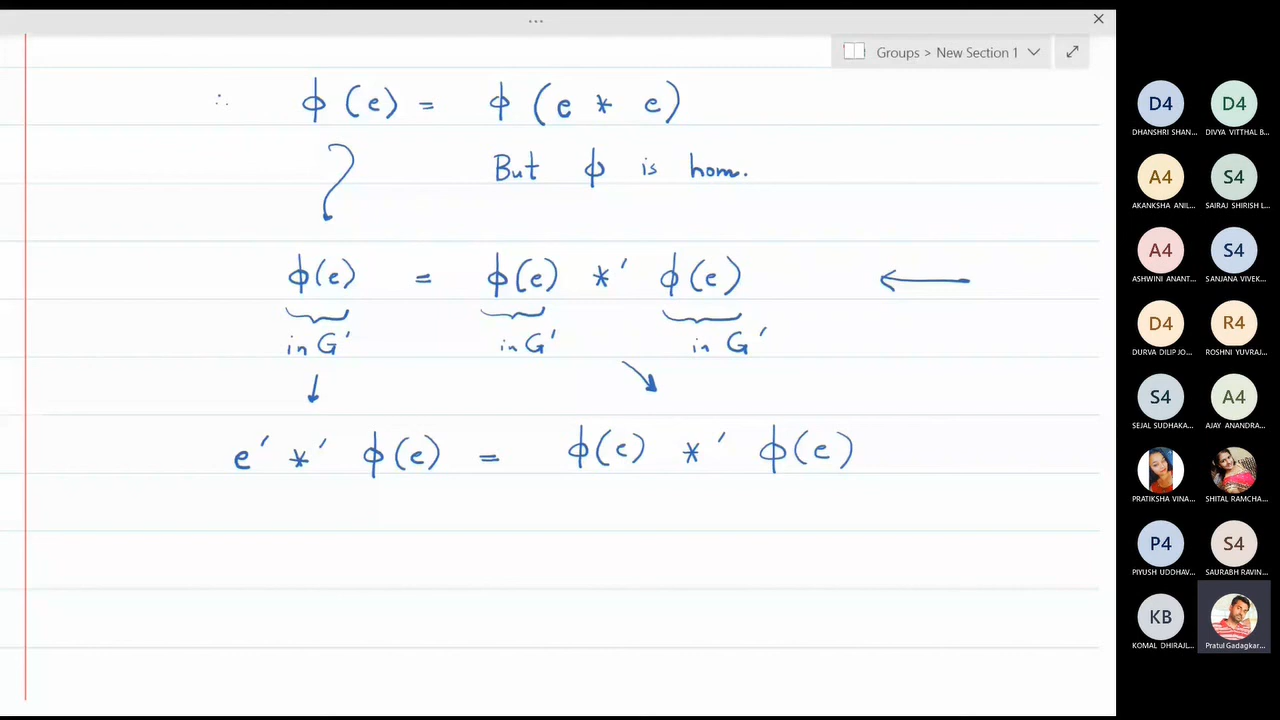 Groups > New Section 1
∴ ϕ (e) = ϕ (e * e)
But ϕ is hom.
ϕ(e) = ϕ(e) *′ ϕ(e) ←
in G′ in G′ in G′
e′ *′ ϕ(e) = ϕ(e) *′ ϕ(e)
D4 D4
DHANSHRI SHAN... DIVYA VITTHAL B...
A4 S4
AKANKSHA ANIL... SAIRAJ SHIRISH L...
A4 S4
ASHWINI ANANT... SANJANA VIVEK...
D4 R4
DURVA DILIP JO... ROSHNI YUVRAJ...
S4 A4
SEJAL SUDHAKA... AJAY ANANDRA...
PRATIKSHA VINA... SHITAL RAMCHA...
P4 S4
PIYUSH UDDHAV... SAURABH RAVIN...
KB
KOMAL DHIRAJL... Pratul Gadagkar...